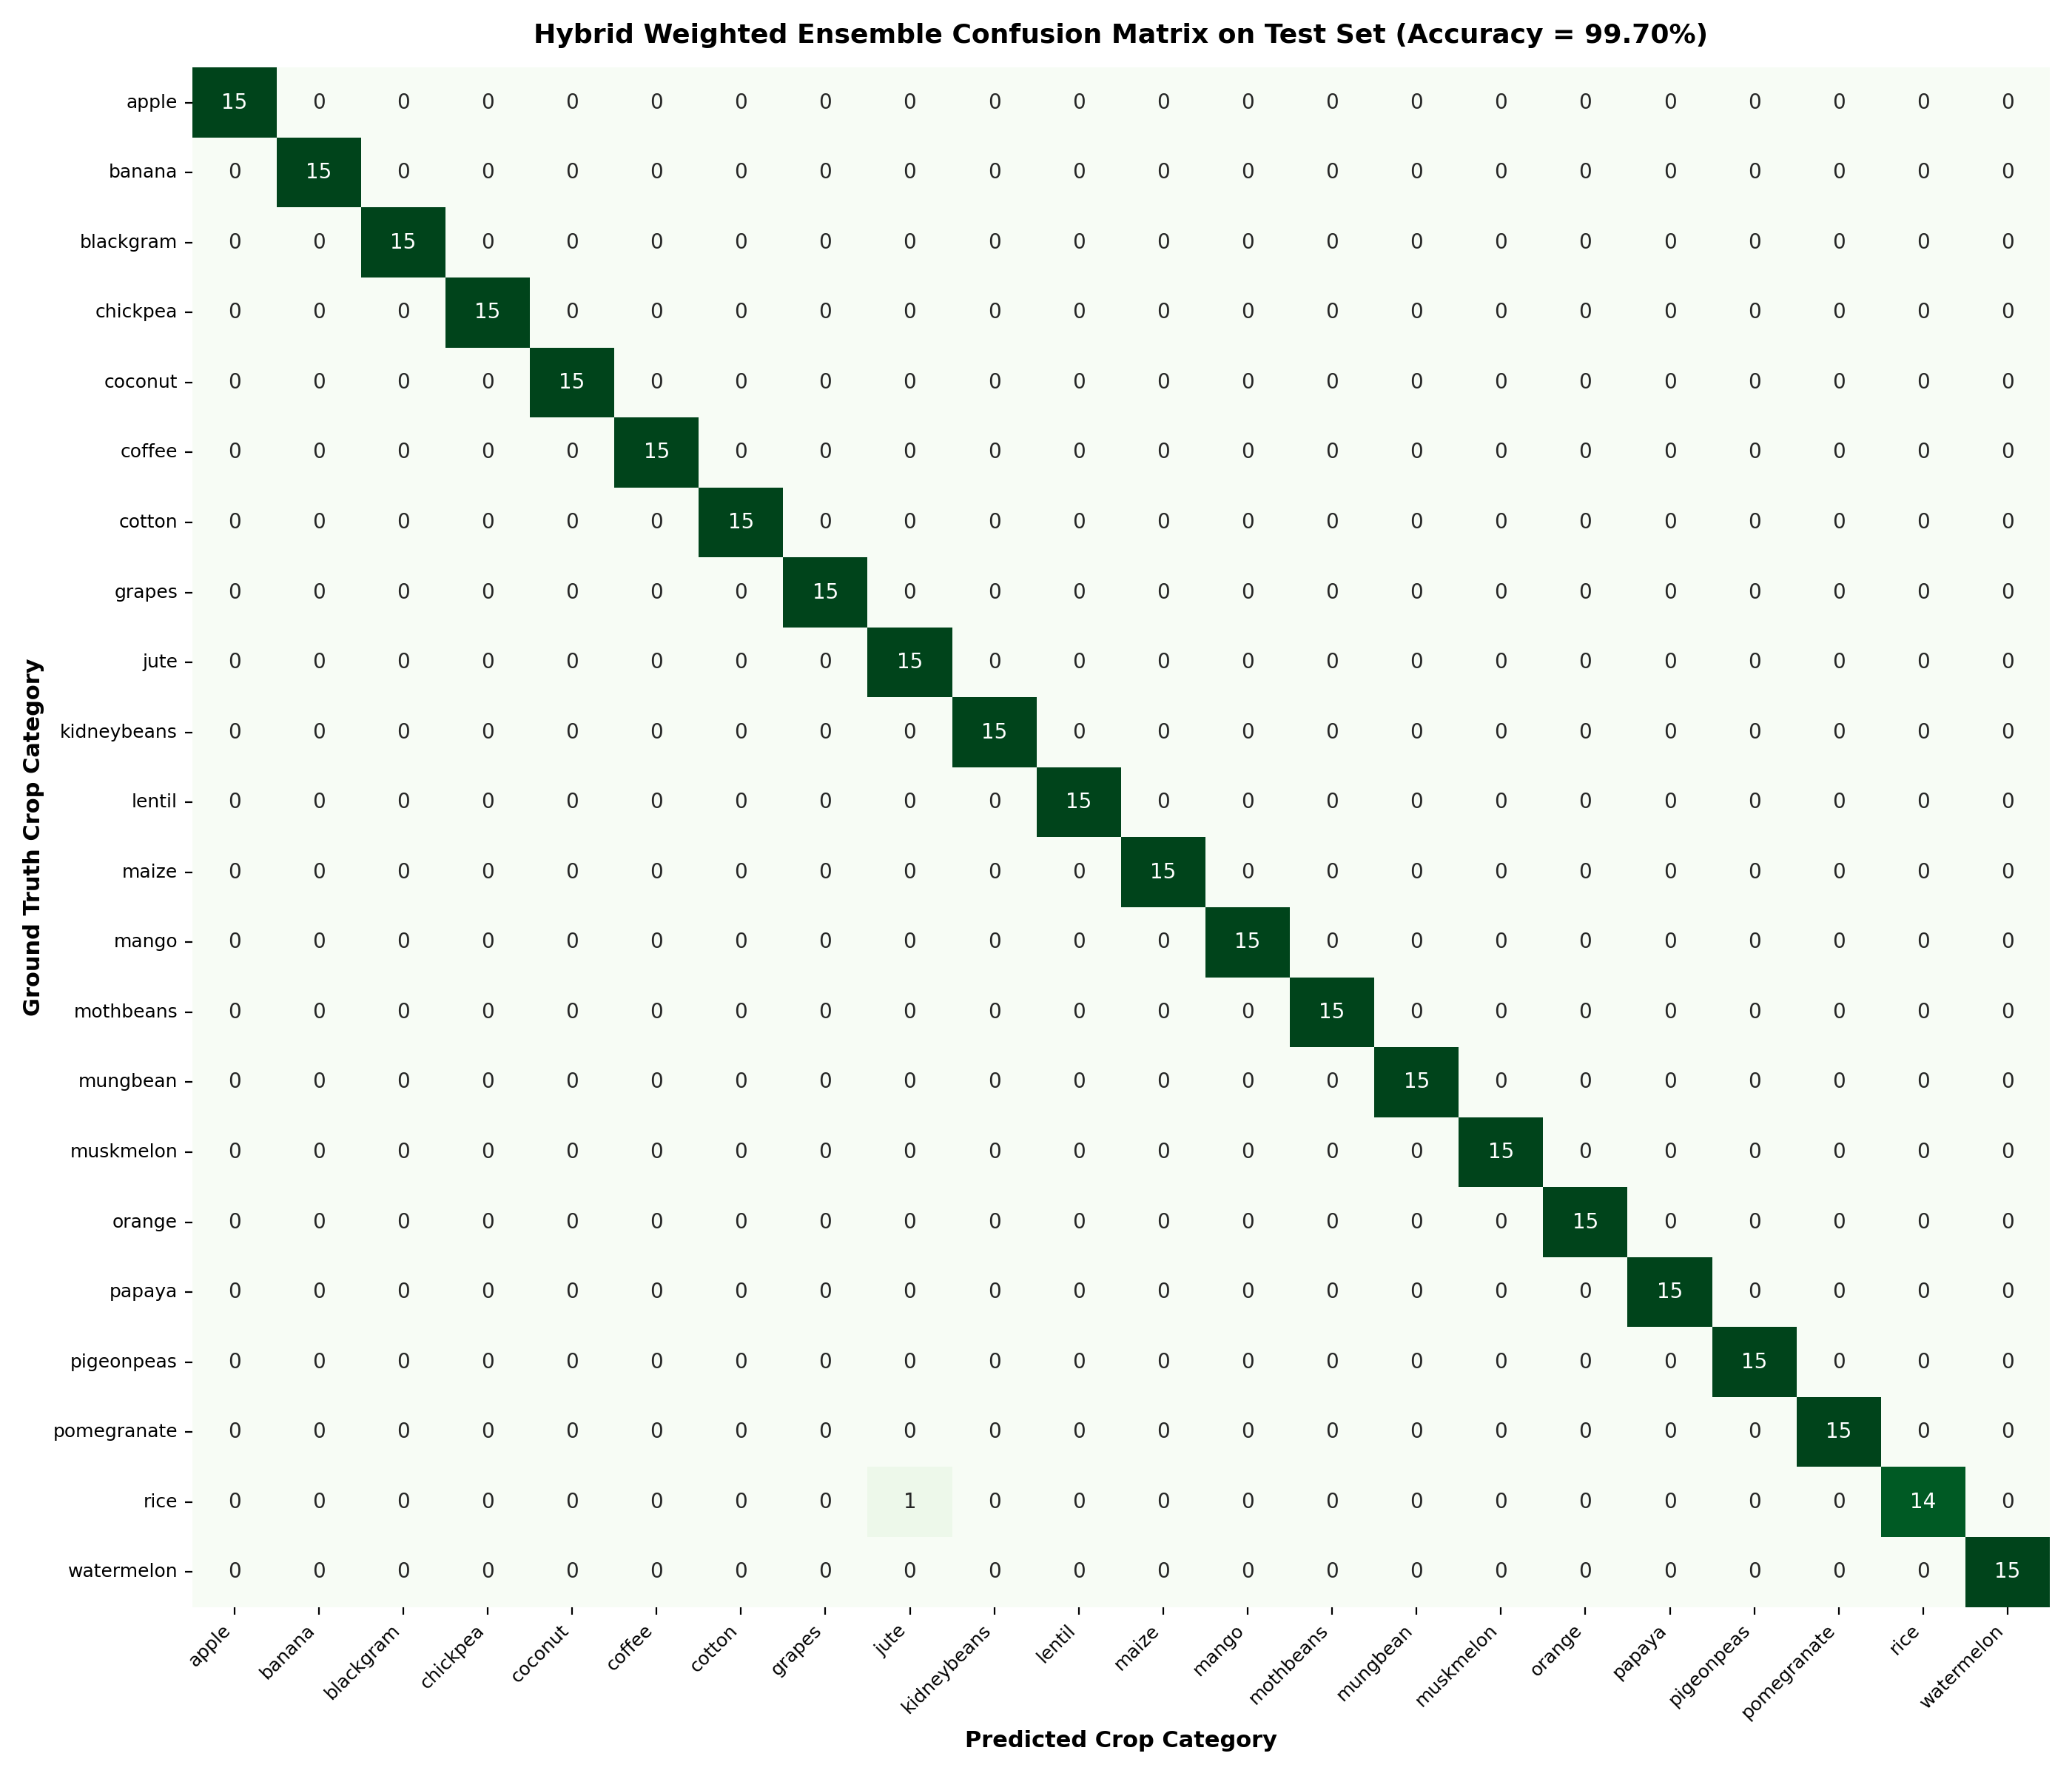 Hybrid Weighted Ensemble Confusion Matrix on Test Set (Accuracy = 99.70%)
Ground Truth Crop Category
apple 15 0 0 0 0 0 0 0 0 0 0 0 0 0 0 0 0 0 0 0 0 0
banana 0 15 0 0 0 0 0 0 0 0 0 0 0 0 0 0 0 0 0 0 0 0
blackgram 0 0 15 0 0 0 0 0 0 0 0 0 0 0 0 0 0 0 0 0 0 0
chickpea 0 0 0 15 0 0 0 0 0 0 0 0 0 0 0 0 0 0 0 0 0 0
coconut 0 0 0 0 15 0 0 0 0 0 0 0 0 0 0 0 0 0 0 0 0 0
coffee 0 0 0 0 0 15 0 0 0 0 0 0 0 0 0 0 0 0 0 0 0 0
cotton 0 0 0 0 0 0 15 0 0 0 0 0 0 0 0 0 0 0 0 0 0 0
grapes 0 0 0 0 0 0 0 15 0 0 0 0 0 0 0 0 0 0 0 0 0 0
jute 0 0 0 0 0 0 0 0 15 0 0 0 0 0 0 0 0 0 0 0 0 0
kidneybeans 0 0 0 0 0 0 0 0 0 15 0 0 0 0 0 0 0 0 0 0 0 0
lentil 0 0 0 0 0 0 0 0 0 0 15 0 0 0 0 0 0 0 0 0 0 0
maize 0 0 0 0 0 0 0 0 0 0 0 15 0 0 0 0 0 0 0 0 0 0
mango 0 0 0 0 0 0 0 0 0 0 0 0 15 0 0 0 0 0 0 0 0 0
mothbeans 0 0 0 0 0 0 0 0 0 0 0 0 0 15 0 0 0 0 0 0 0 0
mungbean 0 0 0 0 0 0 0 0 0 0 0 0 0 0 15 0 0 0 0 0 0 0
muskmelon 0 0 0 0 0 0 0 0 0 0 0 0 0 0 0 15 0 0 0 0 0 0
orange 0 0 0 0 0 0 0 0 0 0 0 0 0 0 0 0 15 0 0 0 0 0
papaya 0 0 0 0 0 0 0 0 0 0 0 0 0 0 0 0 0 15 0 0 0 0
pigeonpeas 0 0 0 0 0 0 0 0 0 0 0 0 0 0 0 0 0 0 15 0 0 0
pomegranate 0 0 0 0 0 0 0 0 0 0 0 0 0 0 0 0 0 0 0 15 0 0
rice 0 0 0 0 0 0 0 0 1 0 0 0 0 0 0 0 0 0 0 0 14 0
watermelon 0 0 0 0 0 0 0 0 0 0 0 0 0 0 0 0 0 0 0 0 0 15
apple banana blackgram chickpea coconut coffee cotton grapes jute kidneybeans lentil maize mango mothbeans mungbean muskmelon orange papaya pigeonpeas pomegranate rice watermelon
Predicted Crop Category